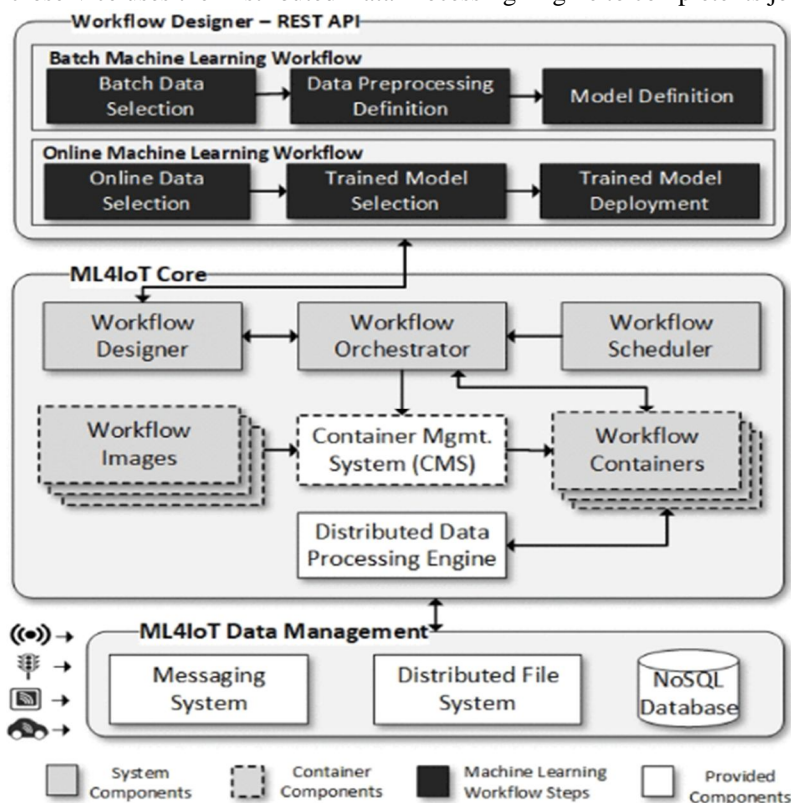 Workflow Designer – REST API
Batch Machine Learning Workflow
Batch Data
Selection
Data Preprocessing
Definition
Model Definition
Online Machine Learning Workflow
Online Data
Selection
Trained Model
Selection
Trained Model
Deployment
ML4IoT Core
Workflow
Designer
Workflow
Orchestrator
Workflow
Scheduler
Workflow
Images
Container Mgmt.
System (CMS)
Workflow
Containers
Distributed Data
Processing Engine
ML4IoT Data Management
Messaging
System
Distributed File
System
NoSQL
Database
System
Components
Container
Components
Machine Learning
Workflow Steps
Provided
Components